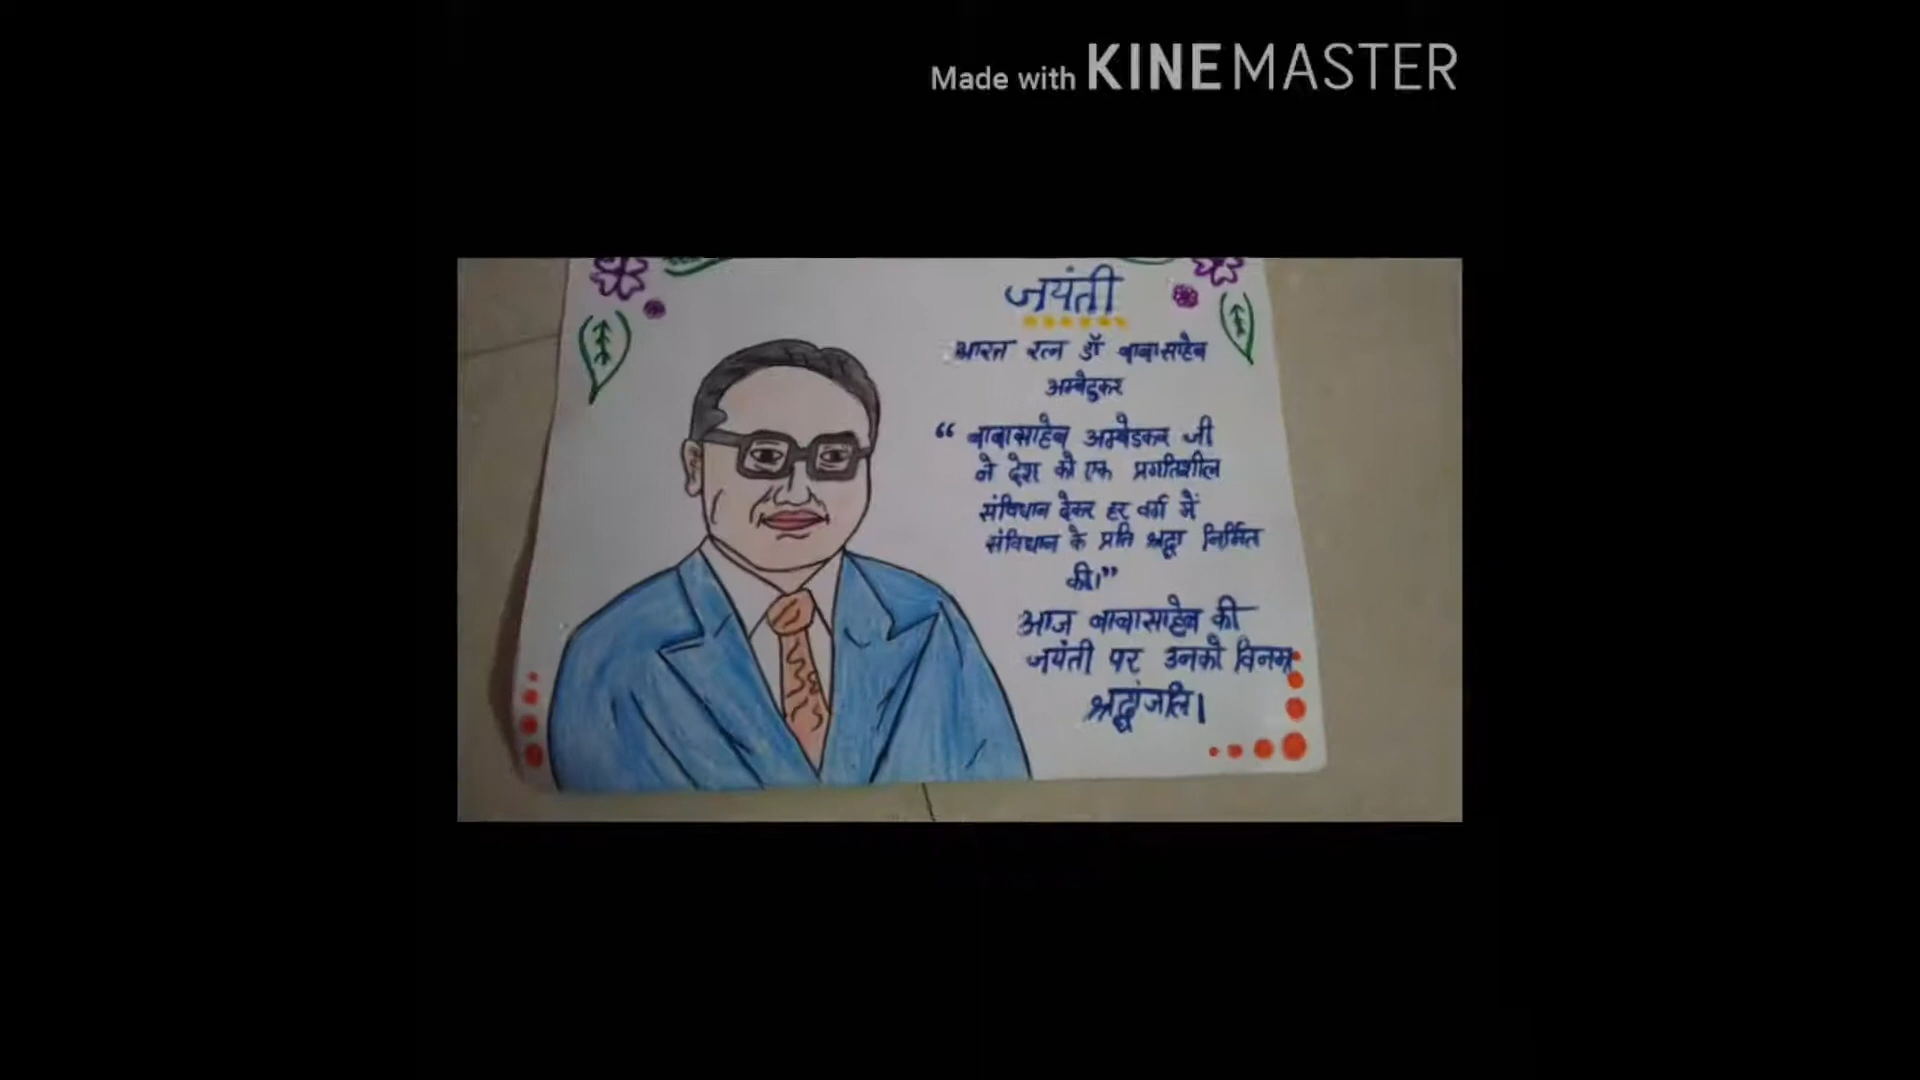 Made with KINEMASTER
जयंती
भारत रत्न डॉ बाबासाहेब
अम्बेडकर
“ बाबासाहेब अम्बेडकर जी
ने देश को एक प्रगतिशील
संविधान देकर हर वर्ग में
संविधान के प्रति श्रद्धा निर्मित
की।”
आज बाबासाहेब की
जयंती पर उनको विनम्र
श्रद्धांजलि।